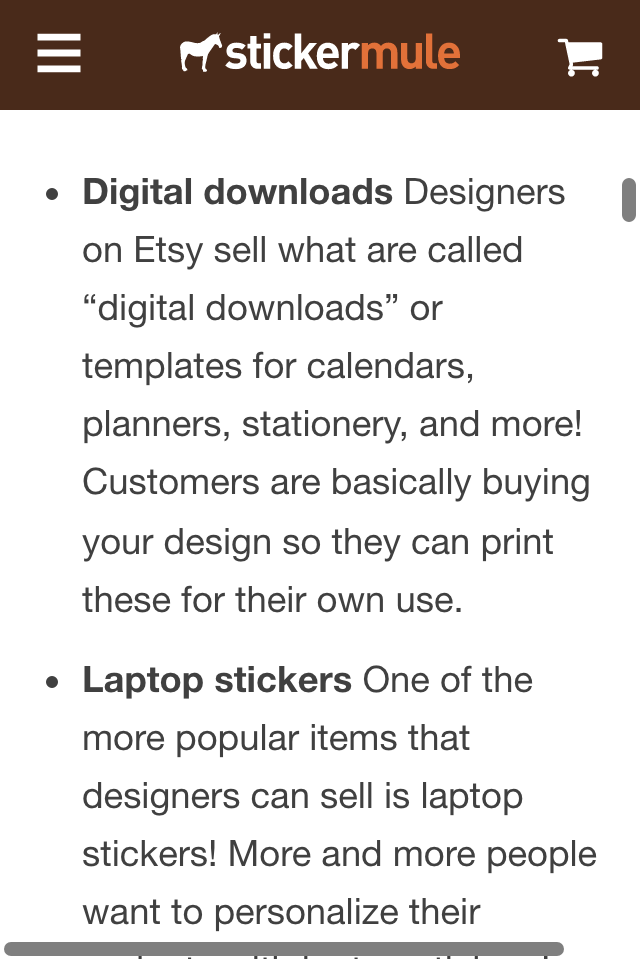 stickermule
• Digital downloads Designers
on Etsy sell what are called
“digital downloads” or
templates for calendars,
planners, stationery, and more!
Customers are basically buying
your design so they can print
these for their own use.
• Laptop stickers One of the
more popular items that
designers can sell is laptop
stickers! More and more people
want to personalize their